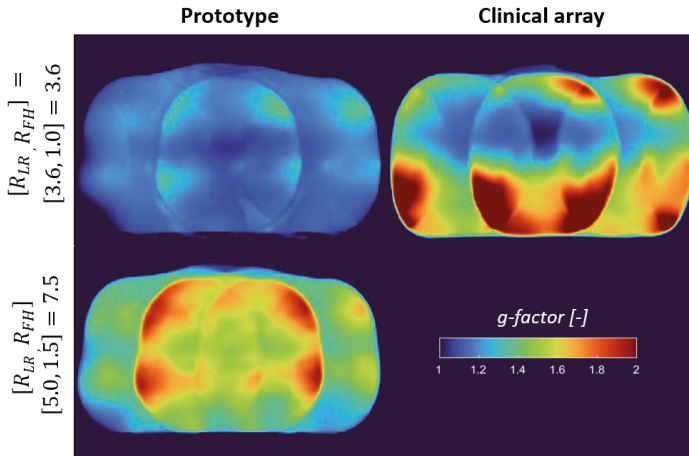 Prototype
Clinical array
[R_LR, R_FH] =
[3.6, 1.0] = 3.6
[R_LR, R_FH]
[5.0, 1.5] = 7.5
g-factor [-]
1 1.2 1.4 1.6 1.8 2